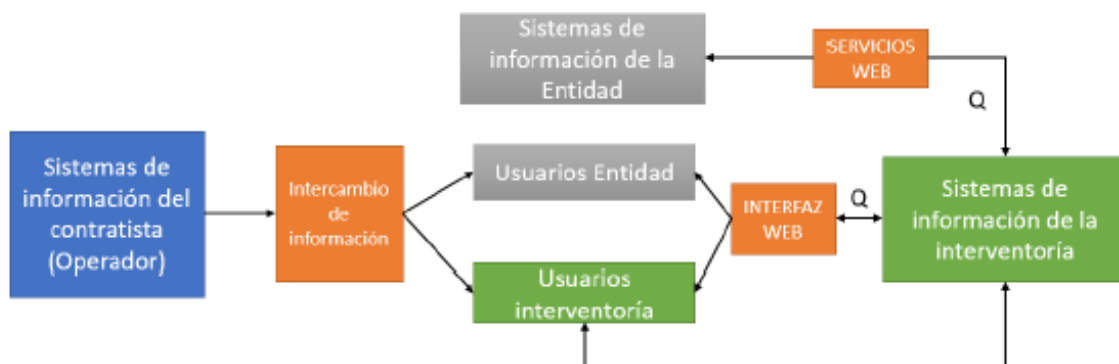 Sistemas de
información de la
Entidad
SERVICIOS
WEB
Q
Sistemas de
información del
contratista
(Operador)
Intercambio
de
información
Usuarios Entidad
INTERFAZ
WEB
Q
Sistemas de
información de la
interventoría
Usuarios
interventoría